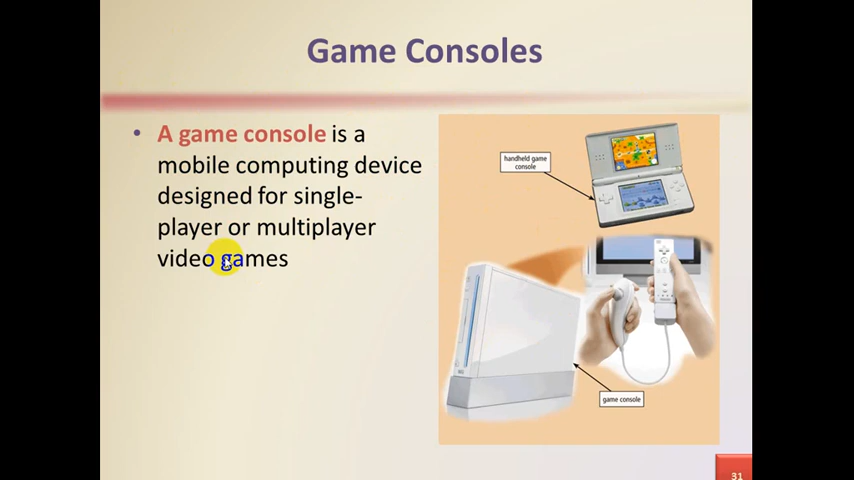 Game Consoles
• A game console is a
mobile computing device
designed for single-
player or multiplayer
video games
handheld game
console
game console
31